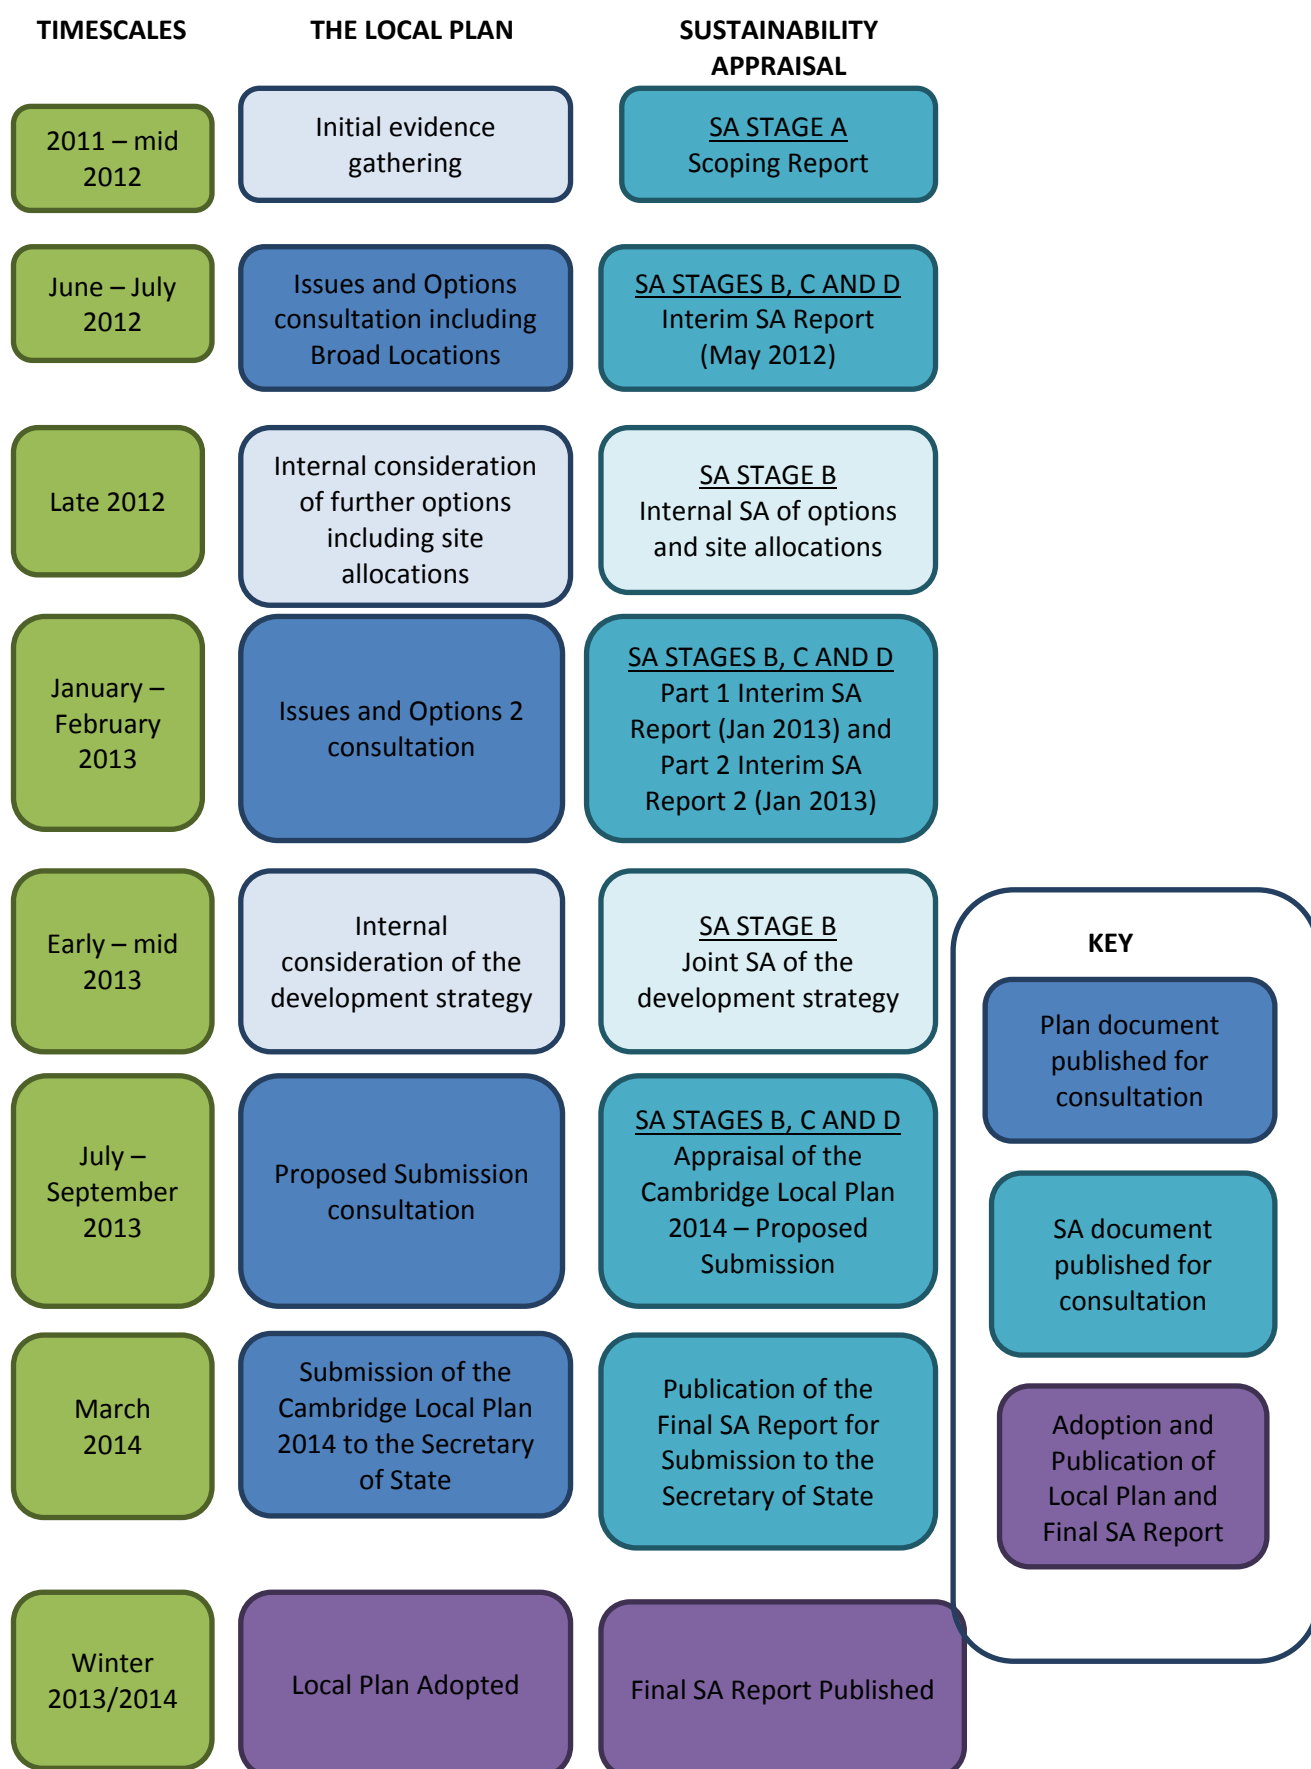 TIMESCALES
THE LOCAL PLAN
SUSTAINABILITY
APPRAISAL
2011 – mid
2012
Initial evidence
gathering
SA STAGE A
Scoping Report
June – July
2012
Issues and Options
consultation including
Broad Locations
SA STAGES B, C AND D
Interim SA Report
(May 2012)
Late 2012
Internal consideration
of further options
including site
allocations
SA STAGE B
Internal SA of options
and site allocations
January –
February
2013
Issues and Options 2
consultation
SA STAGES B, C AND D
Part 1 Interim SA
Report (Jan 2013) and
Part 2 Interim SA
Report 2 (Jan 2013)
Early – mid
2013
Internal
consideration of the
development strategy
SA STAGE B
Joint SA of the
development strategy
July –
September
2013
Proposed Submission
consultation
SA STAGES B, C AND D
Appraisal of the
Cambridge Local Plan
2014 – Proposed
Submission
March
2014
Submission of the
Cambridge Local Plan
2014 to the Secretary
of State
Publication of the
Final SA Report for
Submission to the
Secretary of State
Winter
2013/2014
Local Plan Adopted
Final SA Report Published
KEY
Plan document
published for
consultation
SA document
published for
consultation
Adoption and
Publication of
Local Plan and
Final SA Report